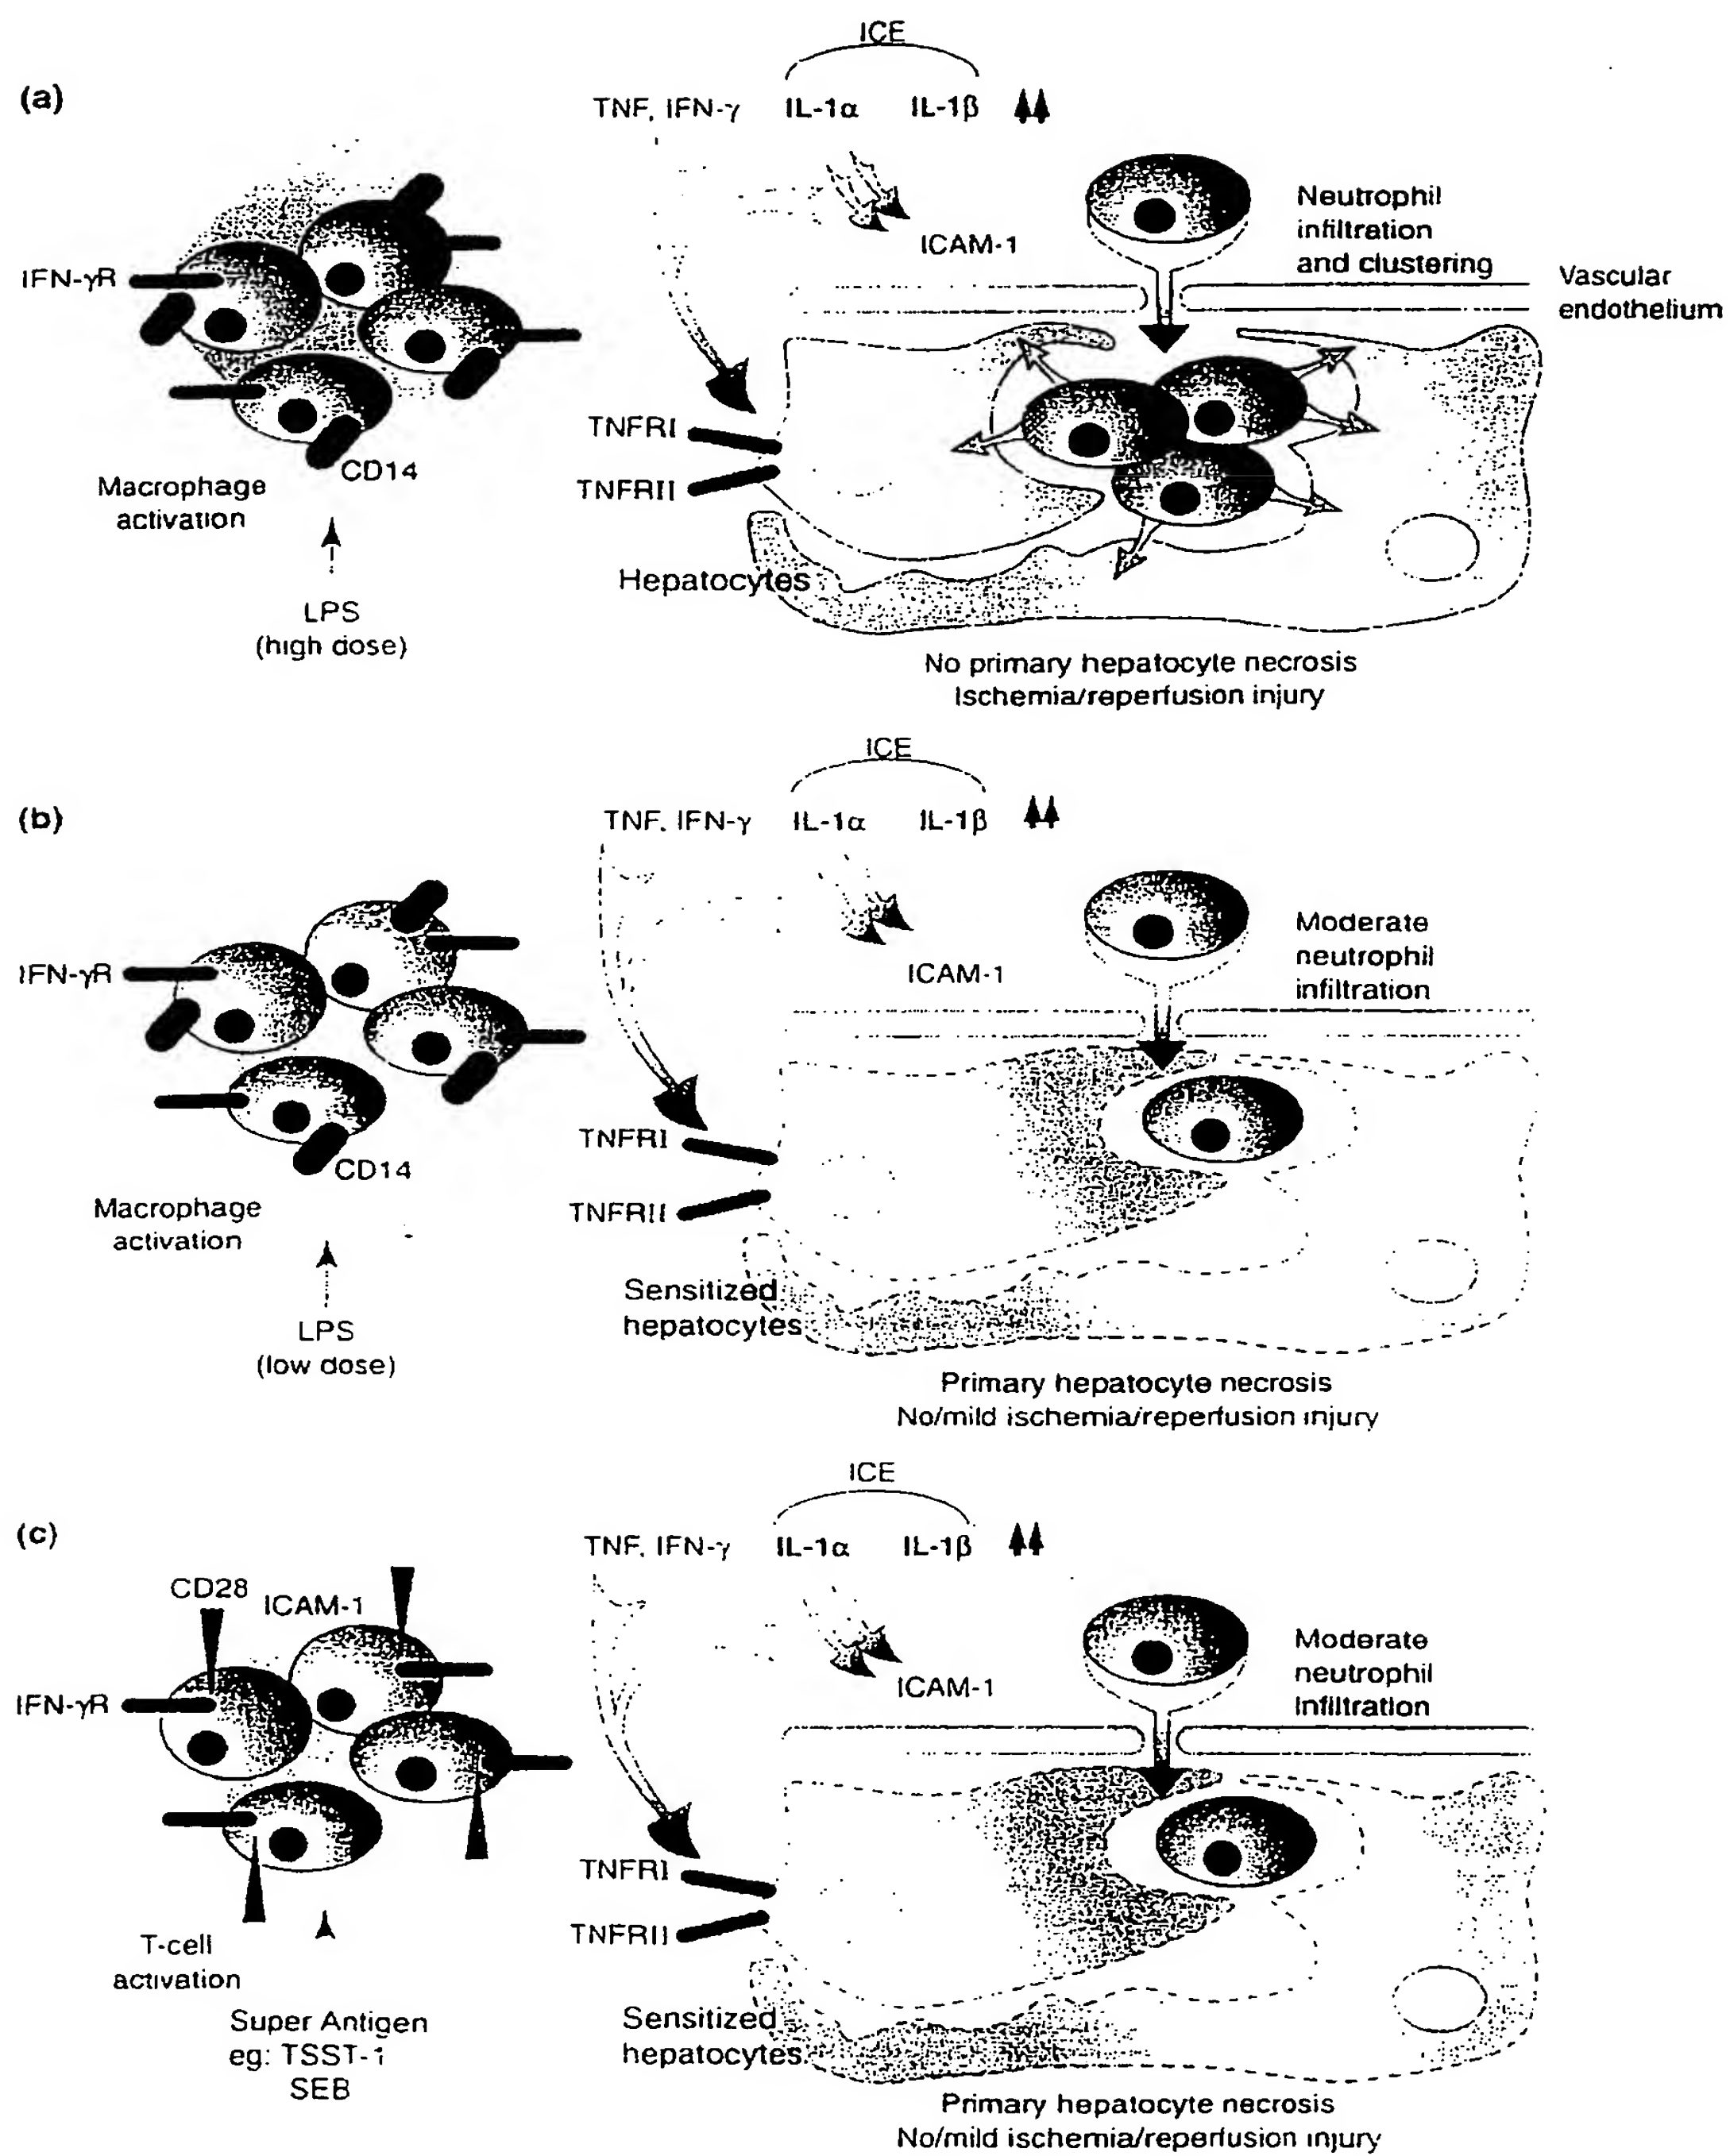 ICE
(a)
TNF, IFN-γ IL-1α IL-1β
Neutrophil
infiltration
and clustering
ICAM-1
Vascular
endothelium
IFN-γR
TNFRI
CD14
TNFRII
Macrophage
activation
Hepatocytes
LPS
(high dose)
No primary hepatocyte necrosis
Ischemia/reperfusion injury
ICE
(b)
TNF, IFN-γ IL-1α IL-1β
Moderate
neutrophil
infiltration
IFN-γR
ICAM-1
TNFRI
CD14
TNFRII
Macrophage
activation
Sensitized
hepatocytes
LPS
(low dose)
Primary hepatocyte necrosis
No/mild ischemia/reperfusion injury
ICE
(c)
TNF, IFN-γ IL-1α IL-1β
CD28
ICAM-1
Moderate
neutrophil
infiltration
IFN-γR
ICAM-1
TNFRI
TNFRII
T-cell
activation
Super Antigen
eg: TSST-1
SEB
Sensitized
hepatocytes
Primary hepatocyte necrosis
No/mild ischemia/reperfusion injury